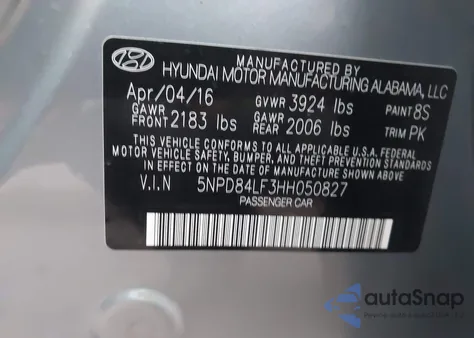 MANUFACTURED BY
HYUNDAI MOTOR MANUFACTURING ALABAMA, LLC
Apr/04/16 GVWR 3924 lbs PAINT 8S
GAWR FRONT 2183 lbs GAWR REAR 2006 lbs TRIM PK
THIS VEHICLE CONFORMS TO ALL APPLICABLE U.S.A FEDERAL
MOTOR VEHICLE SAFETY, BUMPER, AND THEFT PREVENTION STANDARDS
IN EFFECT ON THE DATE OF MANUFACTURE SHOWN ABOVE.
V.I.N 5NPD84LF3HH050827
PASSENGER CAR
autaSnap